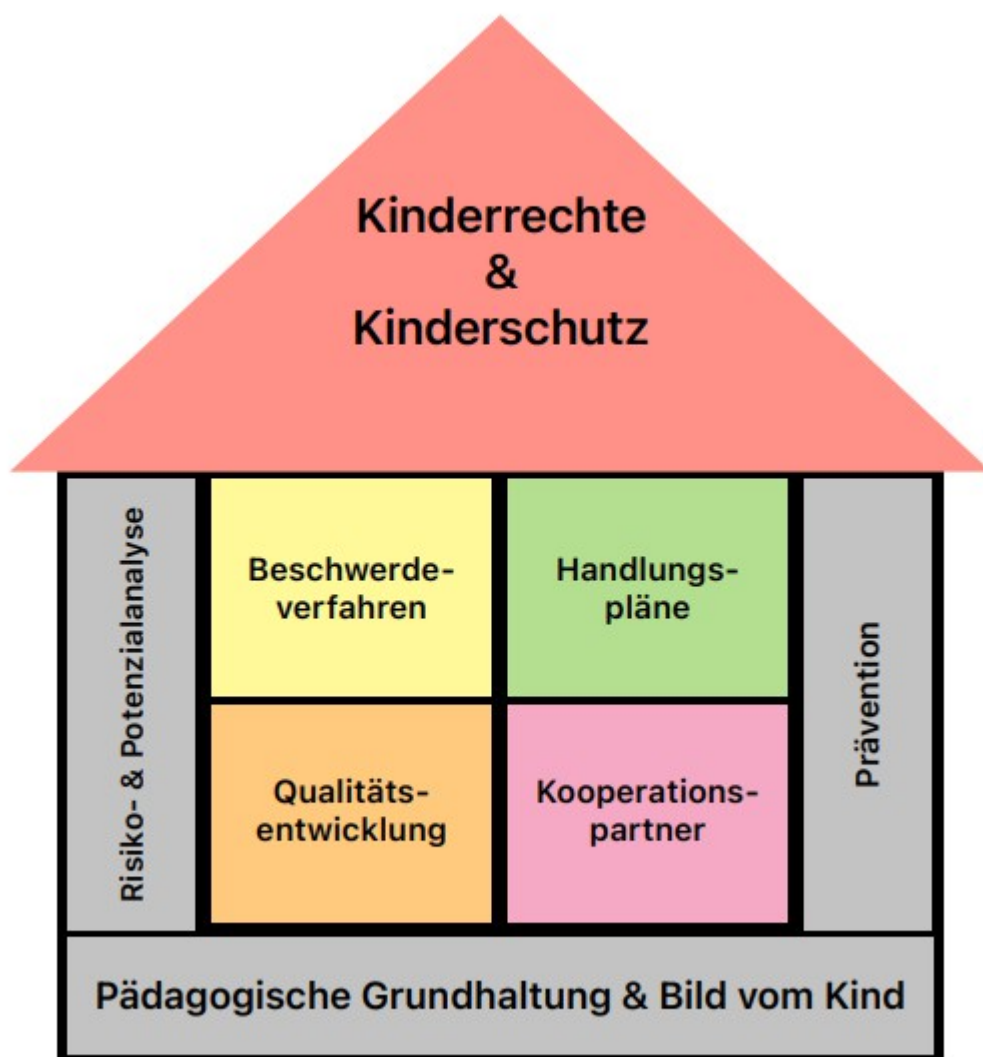 Kinderrechte
&
Kinderschutz
Risiko- & Potenzialanalyse
Beschwerde-
verfahren
Handlungs-
pläne
Prävention
Qualitäts-
entwicklung
Kooperations-
partner
Pädagogische Grundhaltung & Bild vom Kind